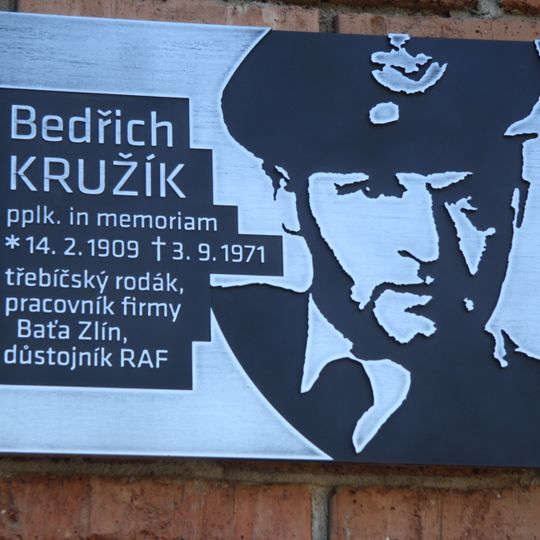 Bedřich
KRUŽÍK
pplk. in memoriam
* 14. 2. 1909 † 3. 9. 1971
třebíčský rodák,
pracovník firmy
Baťa Zlín,
důstojník RAF